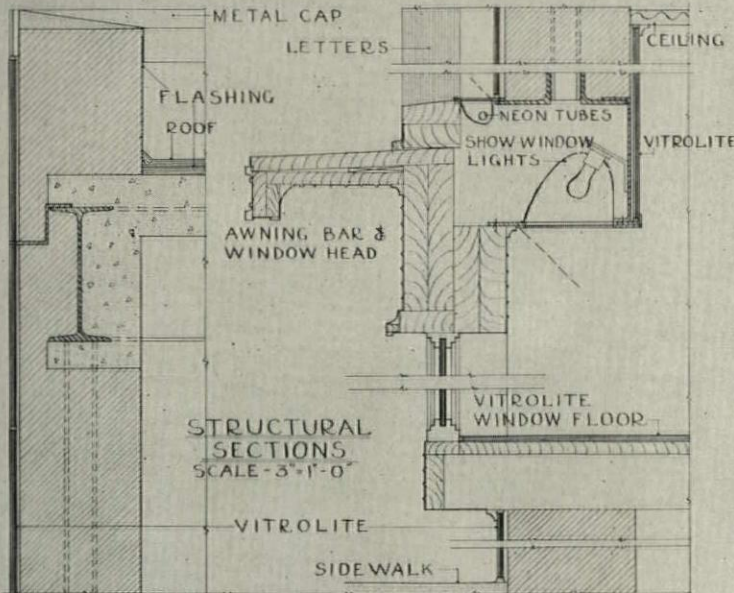 METAL CAP
LETTERS
CEILING
FLASHING
NEON TUBES
ROOF
SHOW WINDOW
LIGHTS
VITROLITE
AWNING BAR &
WINDOW HEAD
VITROLITE
WINDOW FLOOR
STRUCTURAL
SECTIONS
SCALE - 3" = 1'-0"
VITROLITE
SIDEWALK